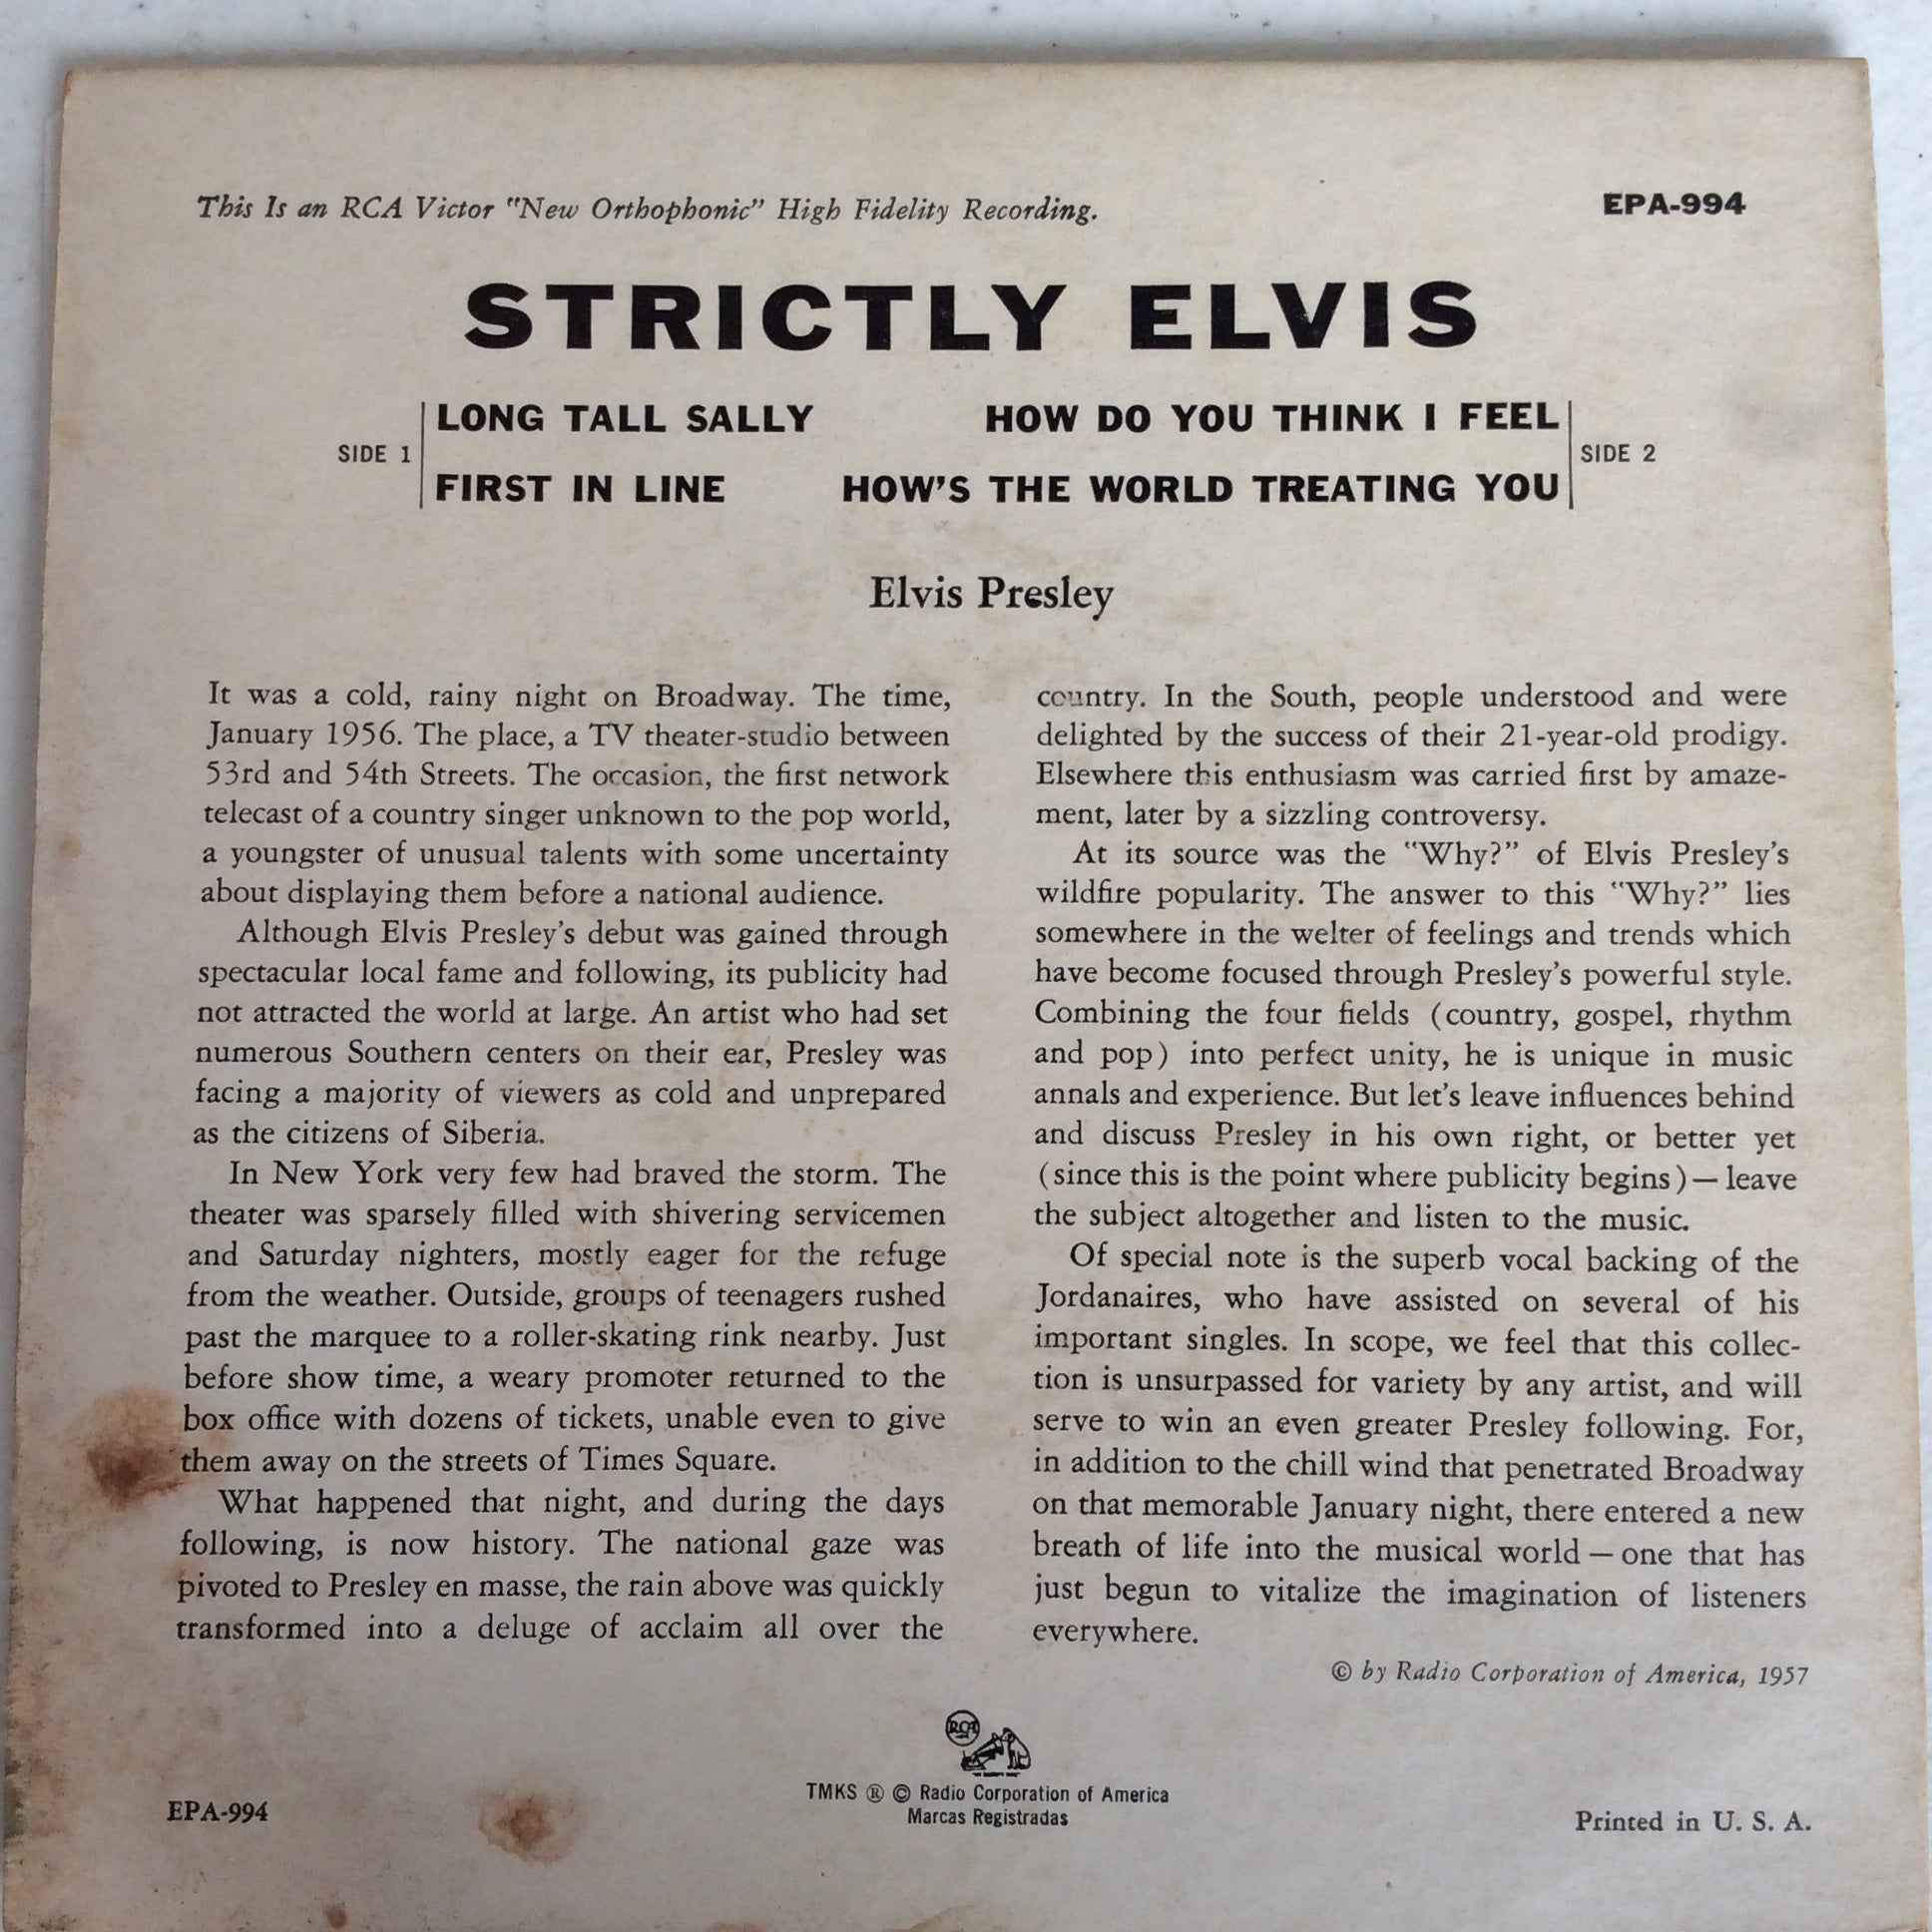 This Is an RCA Victor "New Orthophonic" High Fidelity Recording.
EPA-994
STRICTLY ELVIS
SIDE 1
LONG TALL SALLY
FIRST IN LINE
HOW DO YOU THINK I FEEL
HOW'S THE WORLD TREATING YOU
SIDE 2
Elvis Presley
It was a cold, rainy night on Broadway. The time,
January 1956. The place, a TV theater-studio between
53rd and 54th Streets. The occasion, the first network
telecast of a country singer unknown to the pop world,
a youngster of unusual talents with some uncertainty
about displaying them before a national audience.
Although Elvis Presley's debut was gained through
spectacular local fame and following, its publicity had
not attracted the world at large. An artist who had set
numerous Southern centers on their ear, Presley was
facing a majority of viewers as cold and unprepared
as the citizens of Siberia.
In New York very few had braved the storm. The
theater was sparsely filled with shivering servicemen
and Saturday nighters, mostly eager for the refuge
from the weather. Outside, groups of teenagers rushed
past the marquee to a roller-skating rink nearby. Just
before show time, a weary promoter returned to the
box office with dozens of tickets, unable even to give
them away on the streets of Times Square.
What happened that night, and during the days
following, is now history. The national gaze was
pivoted to Presley en masse, the rain above was quickly
transformed into a deluge of acclaim all over the
country. In the South, people understood and were
delighted by the success of their 21-year-old prodigy.
Elsewhere this enthusiasm was carried first by amaze-
ment, later by a sizzling controversy.
At its source was the "Why?" of Elvis Presley's
wildfire popularity. The answer to this "Why?" lies
somewhere in the welter of feelings and trends which
have become focused through Presley's powerful style.
Combining the four fields (country, gospel, rhythm
and pop) into perfect unity, he is unique in music
annals and experience. But let's leave influences behind
and discuss Presley in his own right, or better yet
(since this is the point where publicity begins)—leave
the subject altogether and listen to the music.
Of special note is the superb vocal backing of the
Jordanaires, who have assisted on several of his
important singles. In scope, we feel that this collec-
tion is unsurpassed for variety by any artist, and will
serve to win an even greater Presley following. For,
in addition to the chill wind that penetrated Broadway
on that memorable January night, there entered a new
breath of life into the musical world—one that has
just begun to vitalize the imagination of listeners
everywhere.
© by Radio Corporation of America, 1957
RCA
TMKS ® © Radio Corporation of America
Marcas Registradas
EPA-994
Printed in U. S. A.